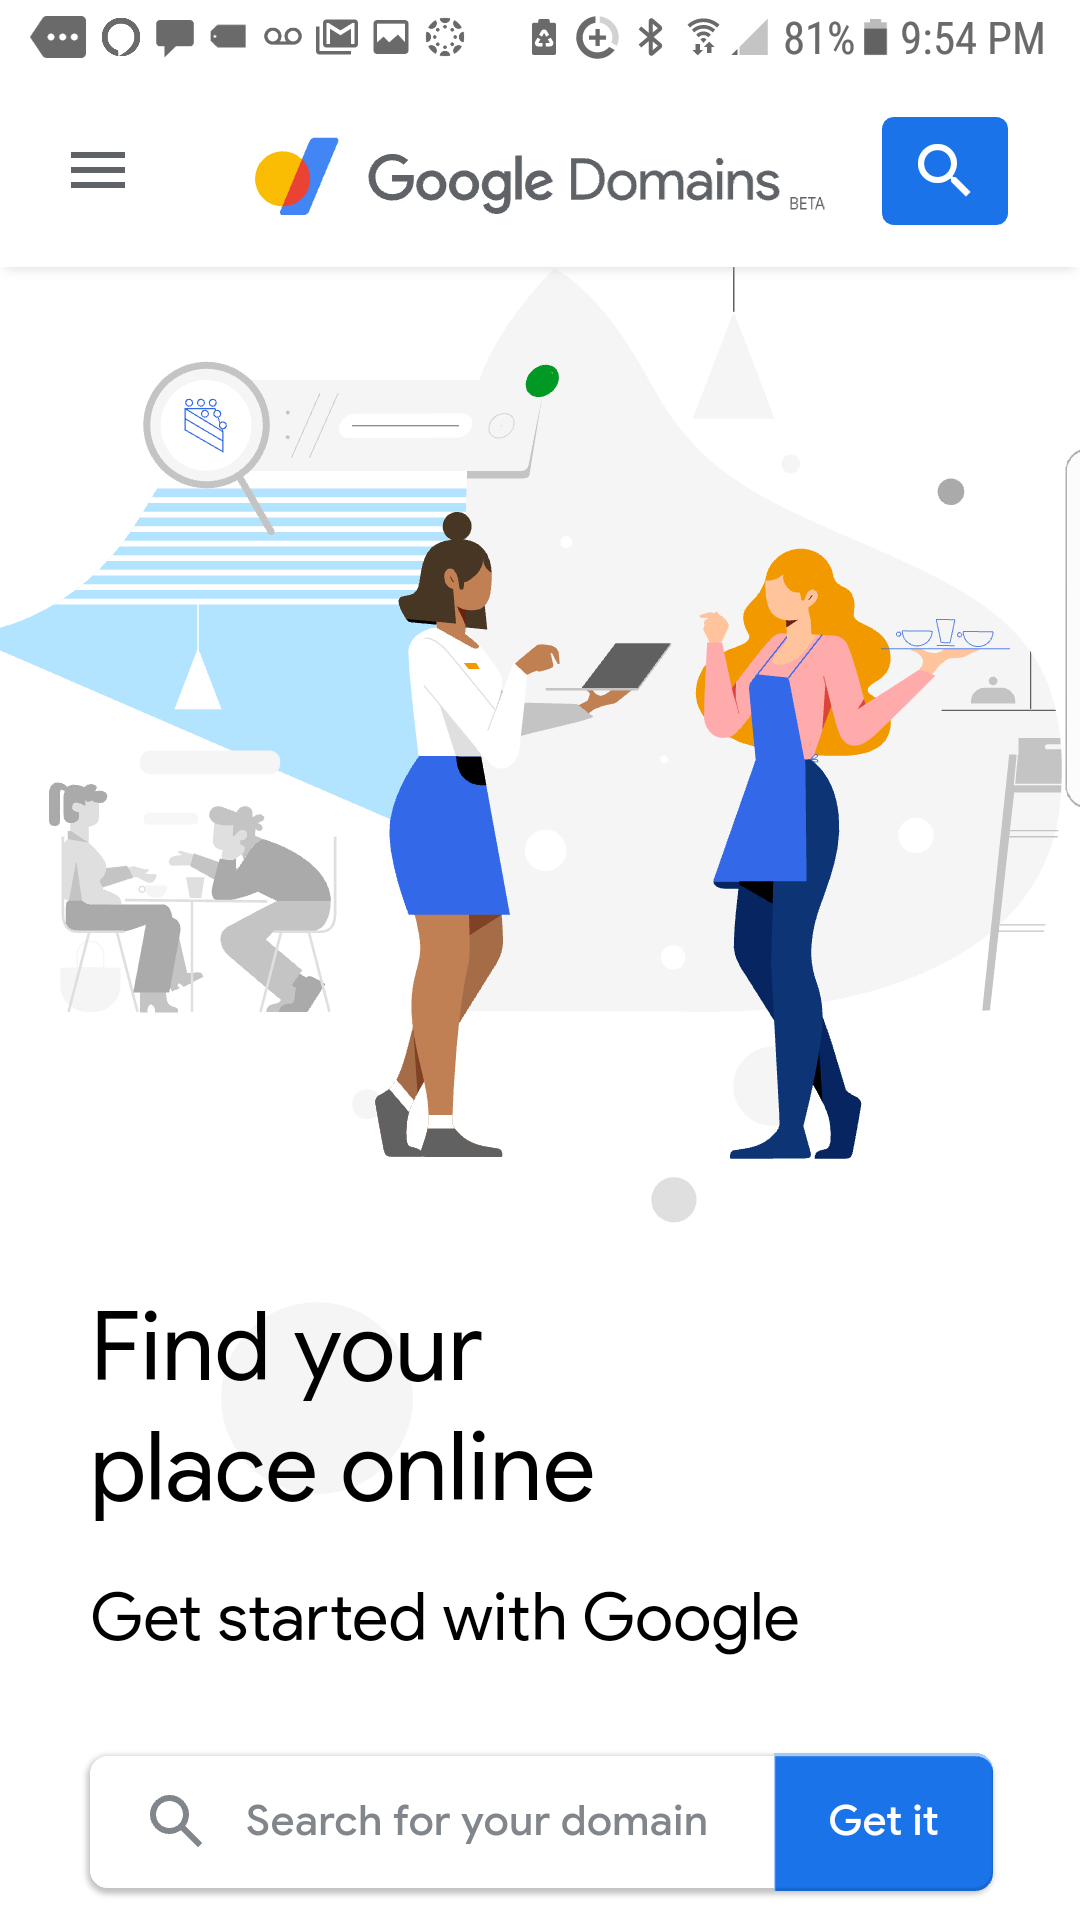 81% 9:54 PM
Google Domains BETA
Find your
place online
Get started with Google
Search for your domain
Get it